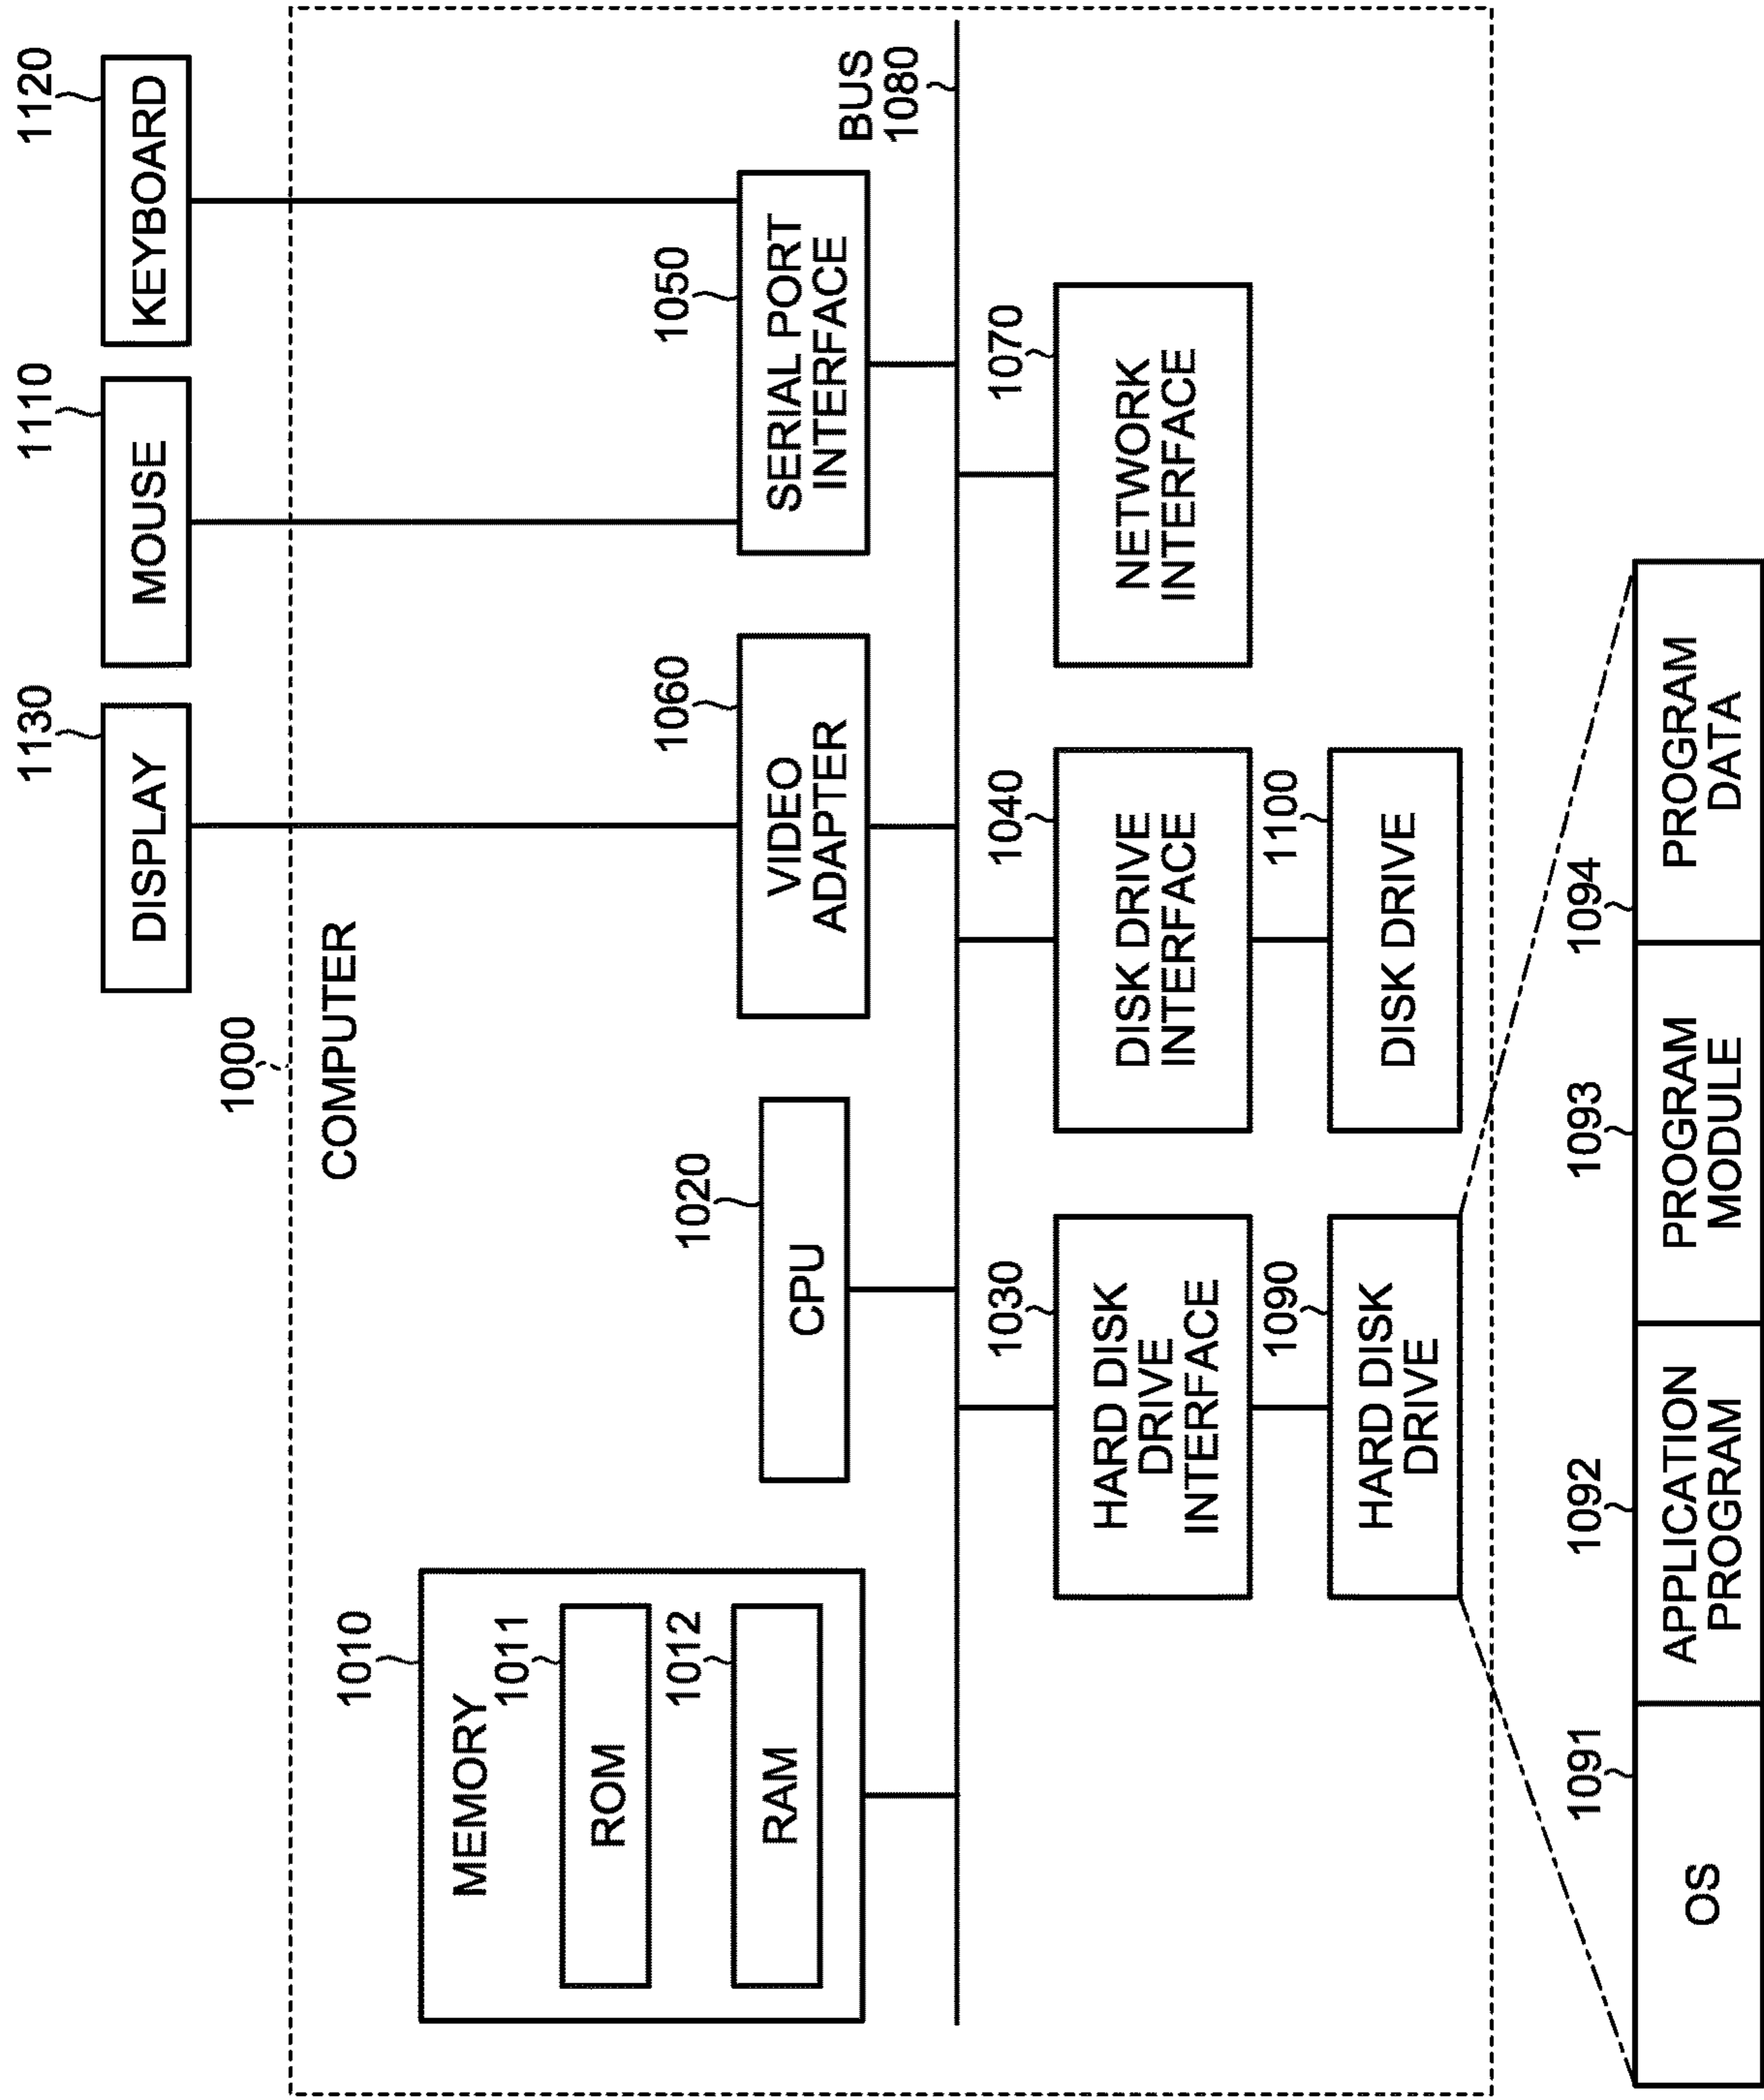 1130
DISPLAY
1110
MOUSE
1120
KEYBOARD
1000
COMPUTER
1010
MEMORY
1011
ROM
1012
RAM
1020
CPU
1060
VIDEO
ADAPTER
1050
SERIAL PORT
INTERFACE
BUS
1080
1030
HARD DISK
DRIVE
INTERFACE
1040
DISK DRIVE
INTERFACE
1070
NETWORK
INTERFACE
1090
HARD DISK
DRIVE
1100
DISK DRIVE
1091
OS
1092
APPLICATION
PROGRAM
1093
PROGRAM
MODULE
1094
PROGRAM
DATA